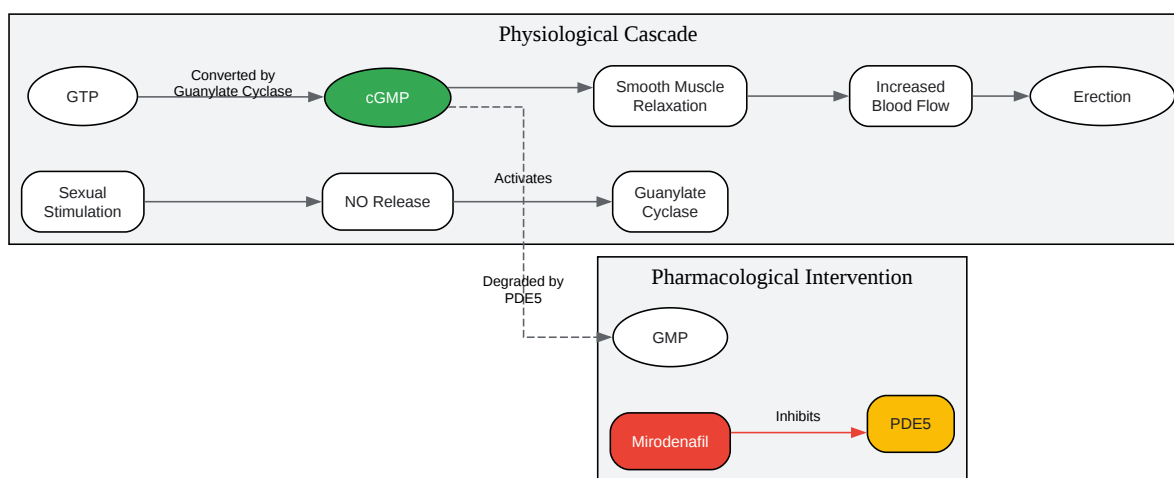 Physiological Cascade
GTP
Converted by
Guanylate Cyclase
cGMP
Smooth Muscle
Relaxation
Increased
Blood Flow
Erection
Sexual
Stimulation
NO Release
Activates
Guanylate
Cyclase
Degraded by
PDE5
Pharmacological Intervention
GMP
Mirodenafil
Inhibits
PDE5